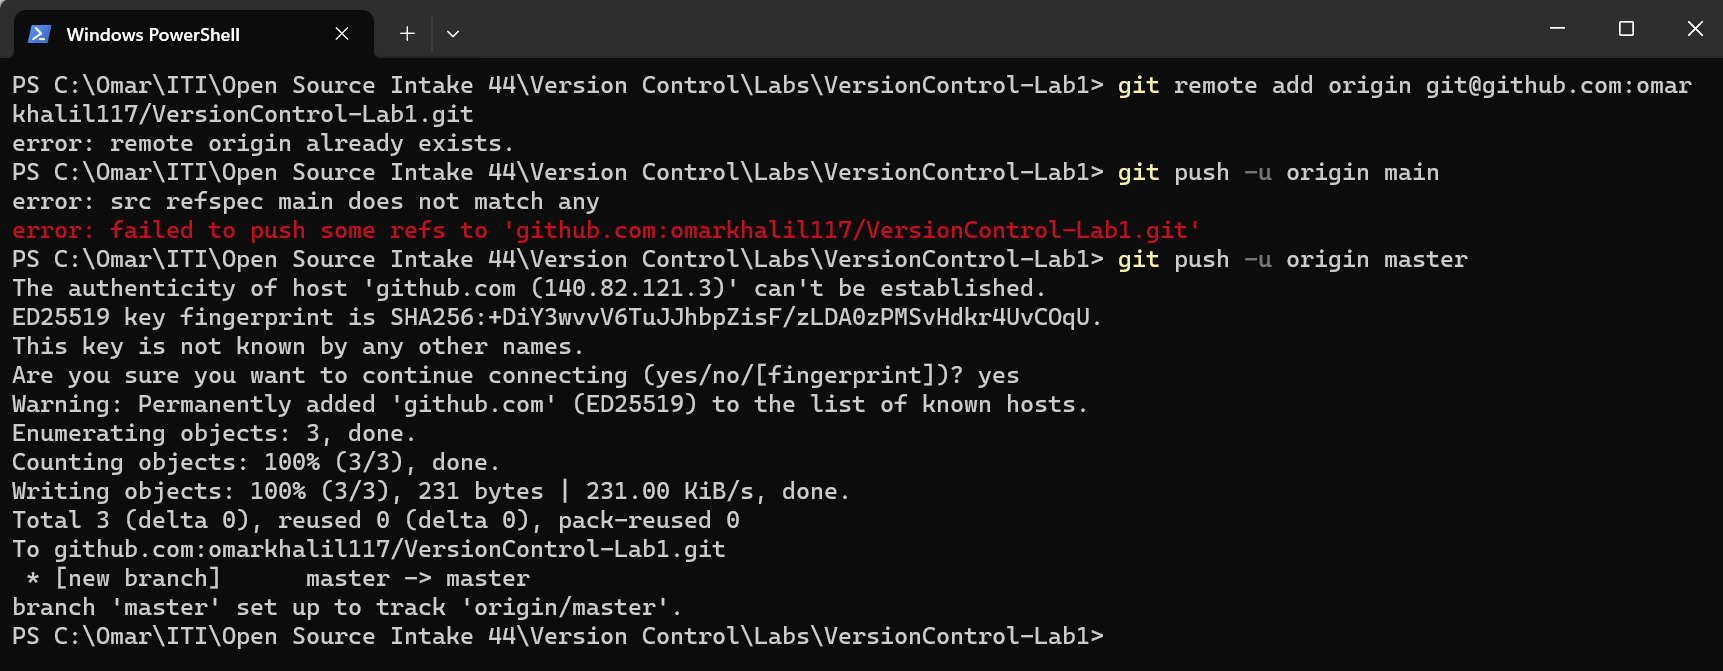 Windows PowerShell
PS C:\Omar\ITI\Open Source Intake 44\Version Control\Labs\VersionControl-Lab1> git remote add origin git@github.com:omar
khalil117/VersionControl-Lab1.git
error: remote origin already exists.
PS C:\Omar\ITI\Open Source Intake 44\Version Control\Labs\VersionControl-Lab1> git push -u origin main
error: src refspec main does not match any
error: failed to push some refs to 'github.com:omarkhalil117/VersionControl-Lab1.git'
PS C:\Omar\ITI\Open Source Intake 44\Version Control\Labs\VersionControl-Lab1> git push -u origin master
The authenticity of host 'github.com (140.82.121.3)' can't be established.
ED25519 key fingerprint is SHA256:+DiY3wvvV6TuJJhbpZisF/zLDA0zPMSvHdkr4UvCOqU.
This key is not known by any other names.
Are you sure you want to continue connecting (yes/no/[fingerprint])? yes
Warning: Permanently added 'github.com' (ED25519) to the list of known hosts.
Enumerating objects: 3, done.
Counting objects: 100% (3/3), done.
Writing objects: 100% (3/3), 231 bytes | 231.00 KiB/s, done.
Total 3 (delta 0), reused 0 (delta 0), pack-reused 0
To github.com:omarkhalil117/VersionControl-Lab1.git
 * [new branch]      master -> master
branch 'master' set up to track 'origin/master'.
PS C:\Omar\ITI\Open Source Intake 44\Version Control\Labs\VersionControl-Lab1>